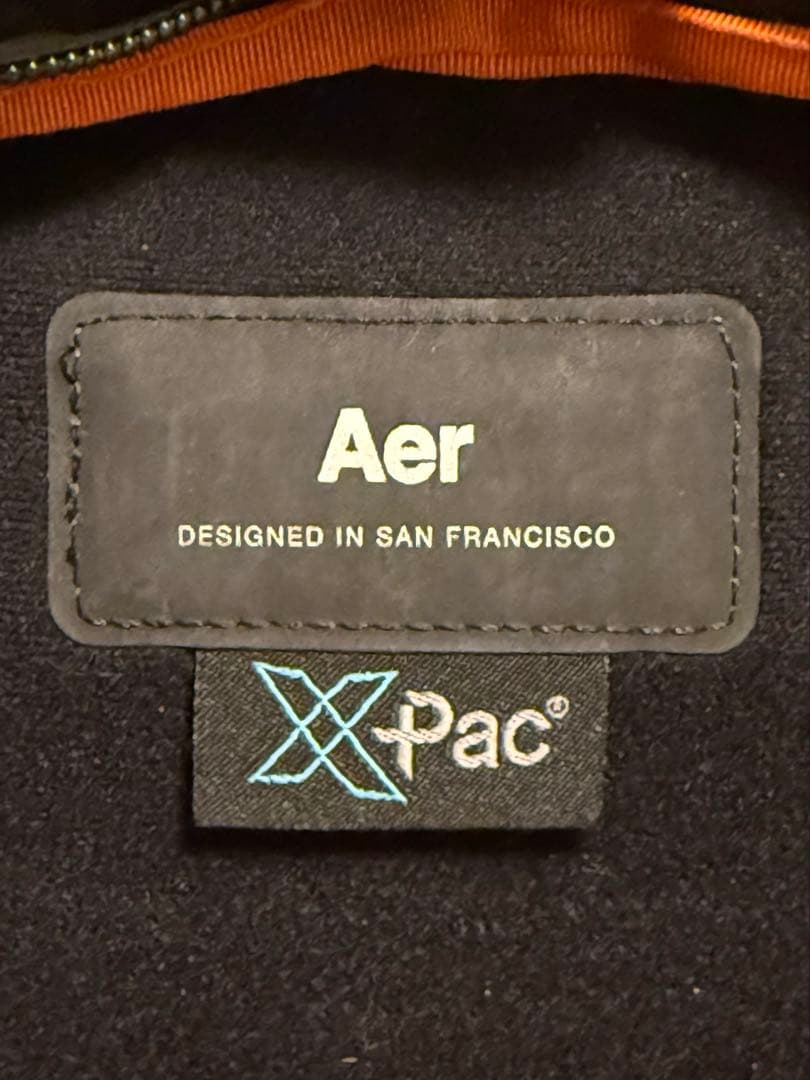 Aer
DESIGNED IN SAN FRANCISCO
X-Pac®